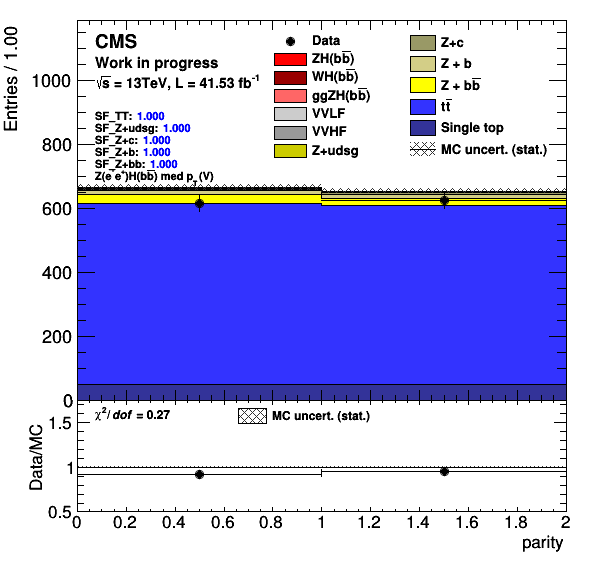 CMS
Work in progress
√s = 13TeV, L = 41.53 fb⁻¹
SF_TT: 1.000
SF_Z+udsg: 1.000
SF_Z+c: 1.000
SF_Z+b: 1.000
SF_Z+bb: 1.000
Z(e⁻e⁺)H(bb̅) med p_T(V)
Data
ZH(bb̅)
WH(bb̅)
ggZH(bb̅)
VVLF
VVHF
Z+udsg
Z+c
Z + b
Z + bb̅
tt̅
Single top
MC uncert. (stat.)
Entries / 1.00
1000
800
600
400
200
0
χ²/dof = 0.27
MC uncert. (stat.)
Data/MC
1.5
1
0.5
0 0.2 0.4 0.6 0.8 1 1.2 1.4 1.6 1.8 2
parity